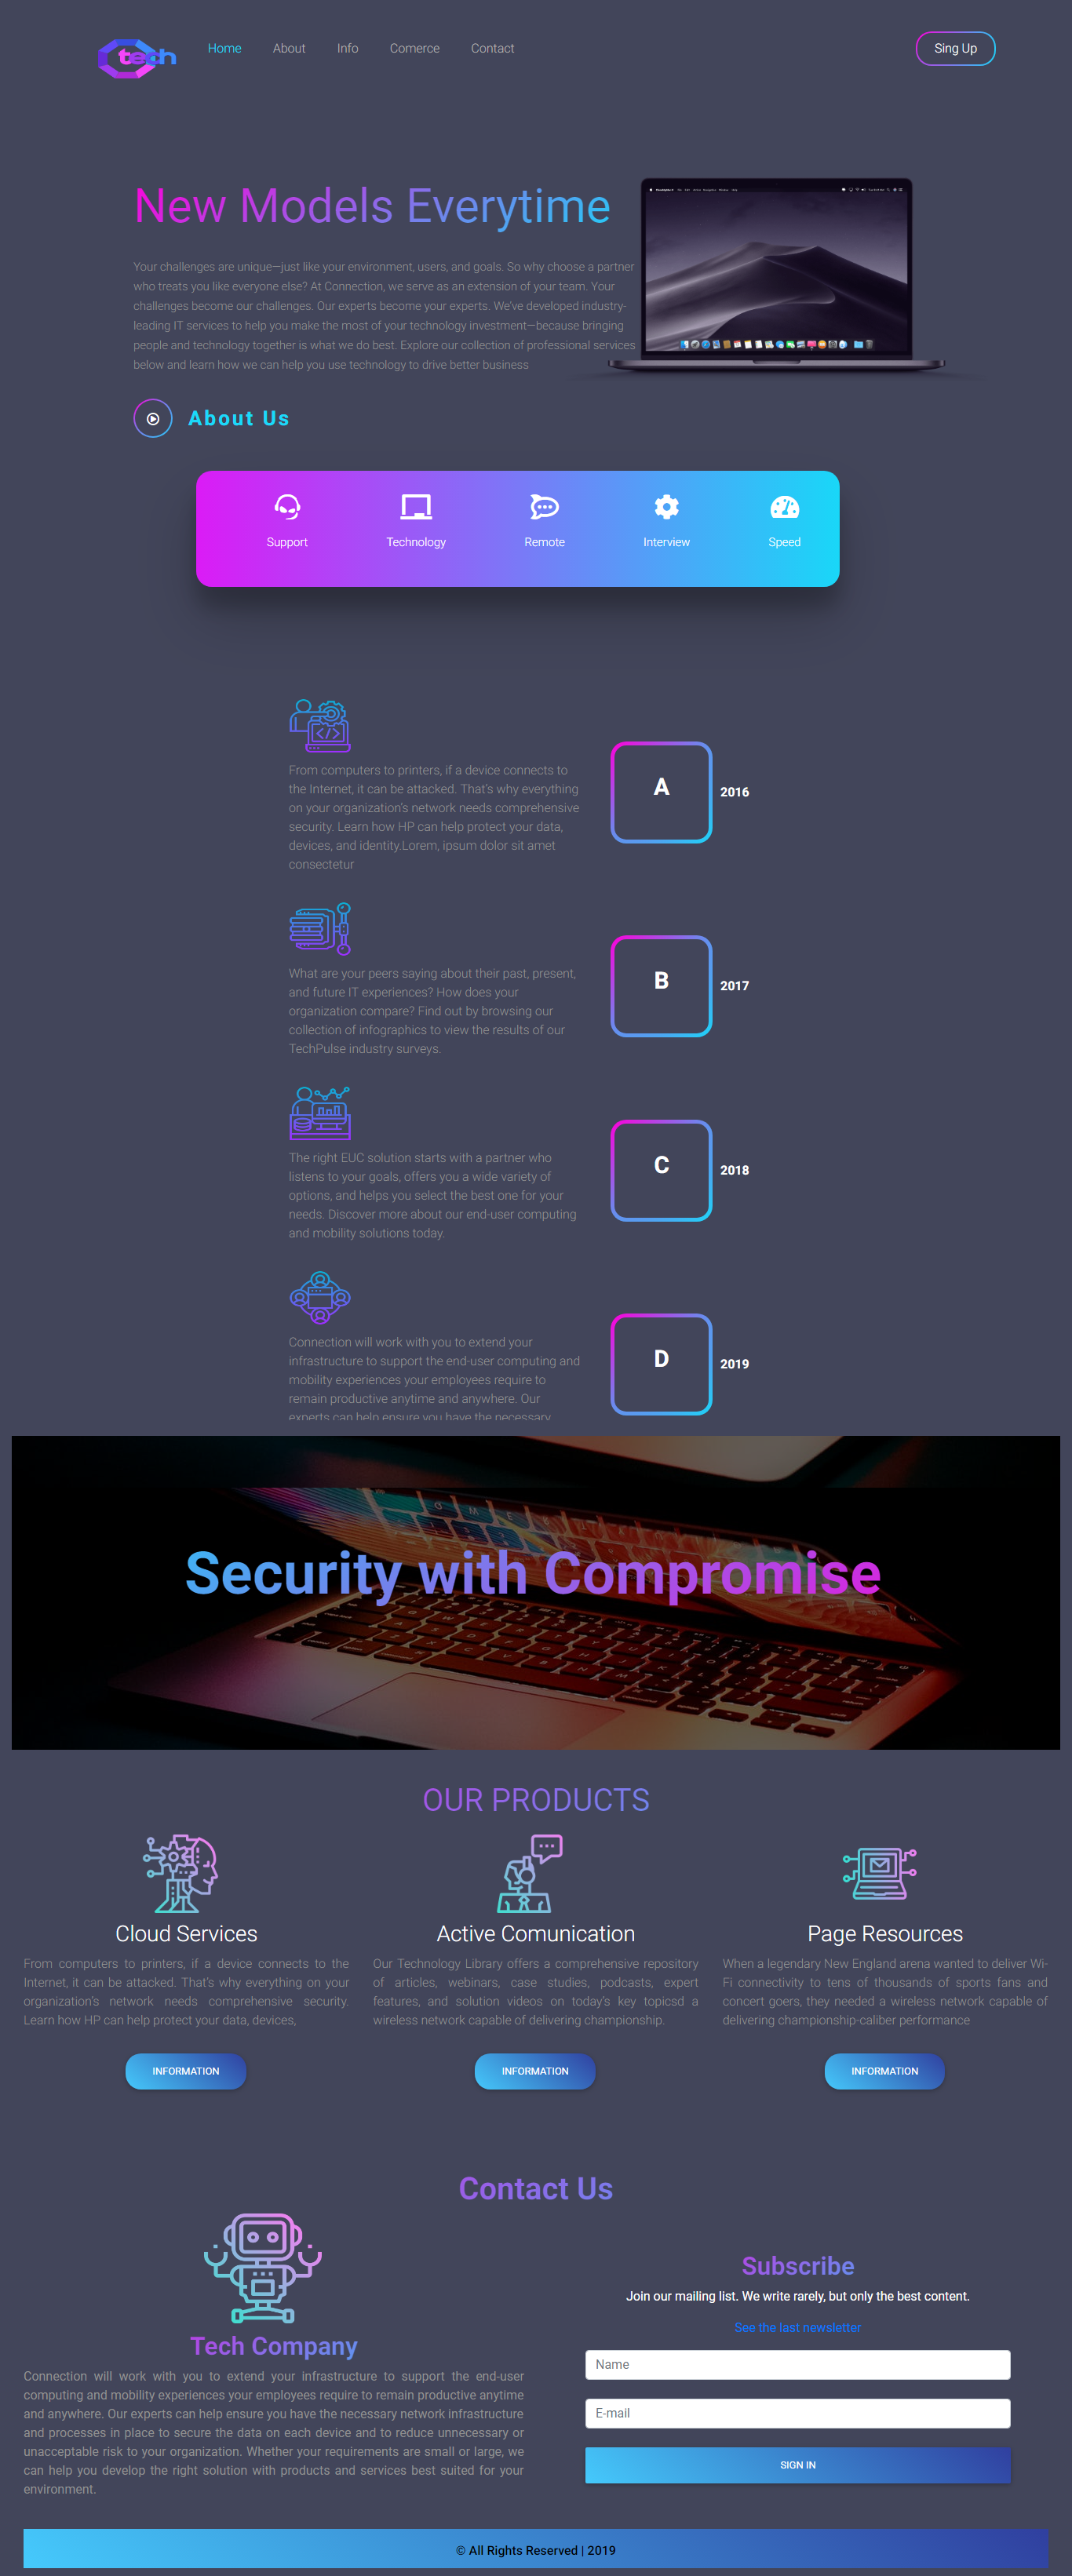 tech
Home
About
Info
Comerce
Contact
Sing Up
New Models Everytime
Your challenges are unique—just like your environment, users, and goals. So why choose a partner
who treats you like everyone else? At Connection, we serve as an extension of your team. Your
challenges become our challenges. Our experts become your experts. We've developed industry-
leading IT services to help you make the most of your technology investment—because bringing
people and technology together is what we do best. Explore our collection of professional services
below and learn how we can help you use technology to drive better business
About Us
Support
Technology
Remote
Interview
Speed
From computers to printers, if a device connects to
the Internet, it can be attacked. That's why everything
on your organization's network needs comprehensive
security. Learn how HP can help protect your data,
devices, and identity.Lorem, ipsum dolor sit amet
consectetur
A
2016
What are your peers saying about their past, present,
and future IT experiences? How does your
organization compare? Find out by browsing our
collection of infographics to view the results of our
TechPulse industry surveys.
B
2017
The right EUC solution starts with a partner who
listens to your goals, offers you a wide variety of
options, and helps you select the best one for your
needs. Discover more about our end-user computing
and mobility solutions today.
C
2018
Connection will work with you to extend your
infrastructure to support the end-user computing and
mobility experiences your employees require to
remain productive anytime and anywhere. Our
experts can help ensure you have the necessary
D
2019
Security with Compromise
OUR PRODUCTS
Cloud Services
From computers to printers, if a device connects to the
Internet, it can be attacked. That's why everything on your
organization's network needs comprehensive security.
Learn how HP can help protect your data, devices,
INFORMATION
Active Comunication
Our Technology Library offers a comprehensive repository
of articles, webinars, case studies, podcasts, expert
features, and solution videos on today's key topicsd a
wireless network capable of delivering championship.
INFORMATION
Page Resources
When a legendary New England arena wanted to deliver Wi-
Fi connectivity to tens of thousands of sports fans and
concert goers, they needed a wireless network capable of
delivering championship-caliber performance
INFORMATION
Contact Us
Tech Company
Connection will work with you to extend your infrastructure to support the end-user
computing and mobility experiences your employees require to remain productive anytime
and anywhere. Our experts can help ensure you have the necessary network infrastructure
and processes in place to secure the data on each device and to reduce unnecessary or
unacceptable risk to your organization. Whether your requirements are small or large, we
can help you develop the right solution with products and services best suited for your
environment.
Subscribe
Join our mailing list. We write rarely, but only the best content.
See the last newsletter
Name
E-mail
SIGN IN
© All Rights Reserved | 2019